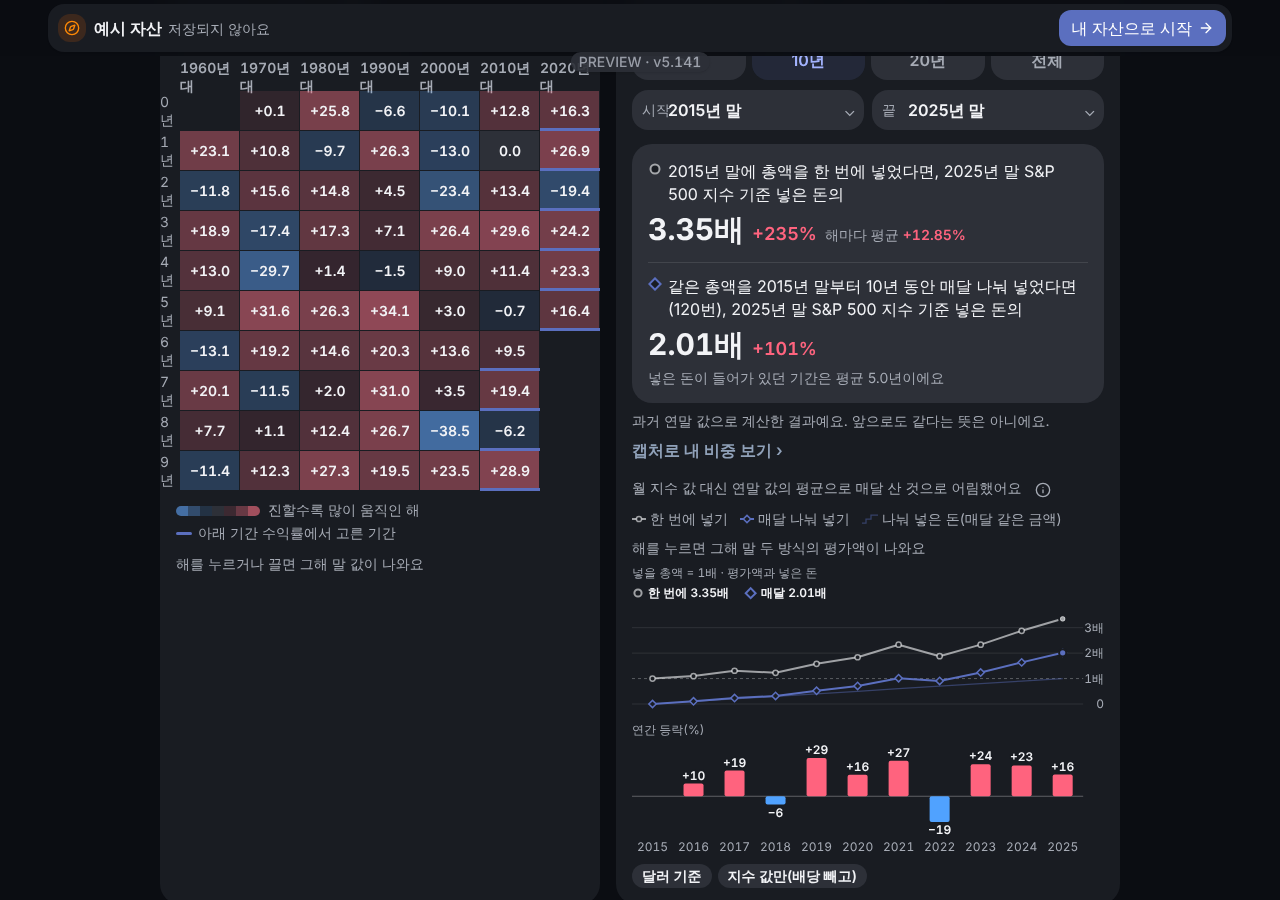 예시 자산 저장되지 않아요
내 자산으로 시작 →
PREVIEW · v5.141
1960년대 1970년대 1980년대 1990년대 2000년대 2010년대 2020년대
0년 +0.1 +25.8 −6.6 −10.1 +12.8 +16.3
1년 +23.1 +10.8 −9.7 +26.3 −13.0 0.0 +26.9
2년 −11.8 +15.6 +14.8 +4.5 −23.4 +13.4 −19.4
3년 +18.9 −17.4 +17.3 +7.1 +26.4 +29.6 +24.2
4년 +13.0 −29.7 +1.4 −1.5 +9.0 +11.4 +23.3
5년 +9.1 +31.6 +26.3 +34.1 +3.0 −0.7 +16.4
6년 −13.1 +19.2 +14.6 +20.3 +13.6 +9.5
7년 +20.1 −11.5 +2.0 +31.0 +3.5 +19.4
8년 +7.7 +1.1 +12.4 +26.7 −38.5 −6.2
9년 −11.4 +12.3 +27.3 +19.5 +23.5 +28.9
진할수록 많이 움직인 해
아래 기간 수익률에서 고른 기간
해를 누르거나 끌면 그해 말 값이 나와요
10년 20년 전체
시작 2015년 말 끝 2025년 말
2015년 말에 총액을 한 번에 넣었다면, 2025년 말 S&P
500 지수 기준 넣은 돈의
3.35배 +235% 해마다 평균 +12.85%
같은 총액을 2015년 말부터 10년 동안 매달 나눠 넣었다면
(120번), 2025년 말 S&P 500 지수 기준 넣은 돈의
2.01배 +101%
넣은 돈이 들어가 있던 기간은 평균 5.0년이에요
과거 연말 값으로 계산한 결과예요. 앞으로도 같다는 뜻은 아니에요.
캡처로 내 비중 보기 ›
월 지수 값 대신 연말 값의 평균으로 매달 산 것으로 어림했어요
한 번에 넣기 매달 나눠 넣기 나눠 넣은 돈(매달 같은 금액)
해를 누르면 그해 말 두 방식의 평가액이 나와요
넣을 총액 = 1배 · 평가액과 넣은 돈
한 번에 3.35배 매달 2.01배
3배
2배
1배
0
연간 등락(%)
+10 +19 −6 +29 +16 +27 −19 +24 +23 +16
2015 2016 2017 2018 2019 2020 2021 2022 2023 2024 2025
달러 기준 지수 값만(배당 빼고)